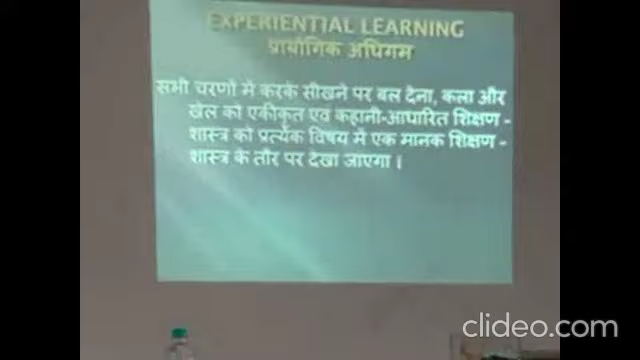 EXPERIENTIAL LEARNING
प्रायोगिक अधिगम
सभी चरणों में करके सीखने पर बल देना, कला और
खेल को एकीकृत एवं कहानी-आधारित शिक्षण -
शास्त्र को प्रत्येक विषय में एक मानक शिक्षण -
शास्त्र के तौर पर देखा जाएगा ।
clideo.com